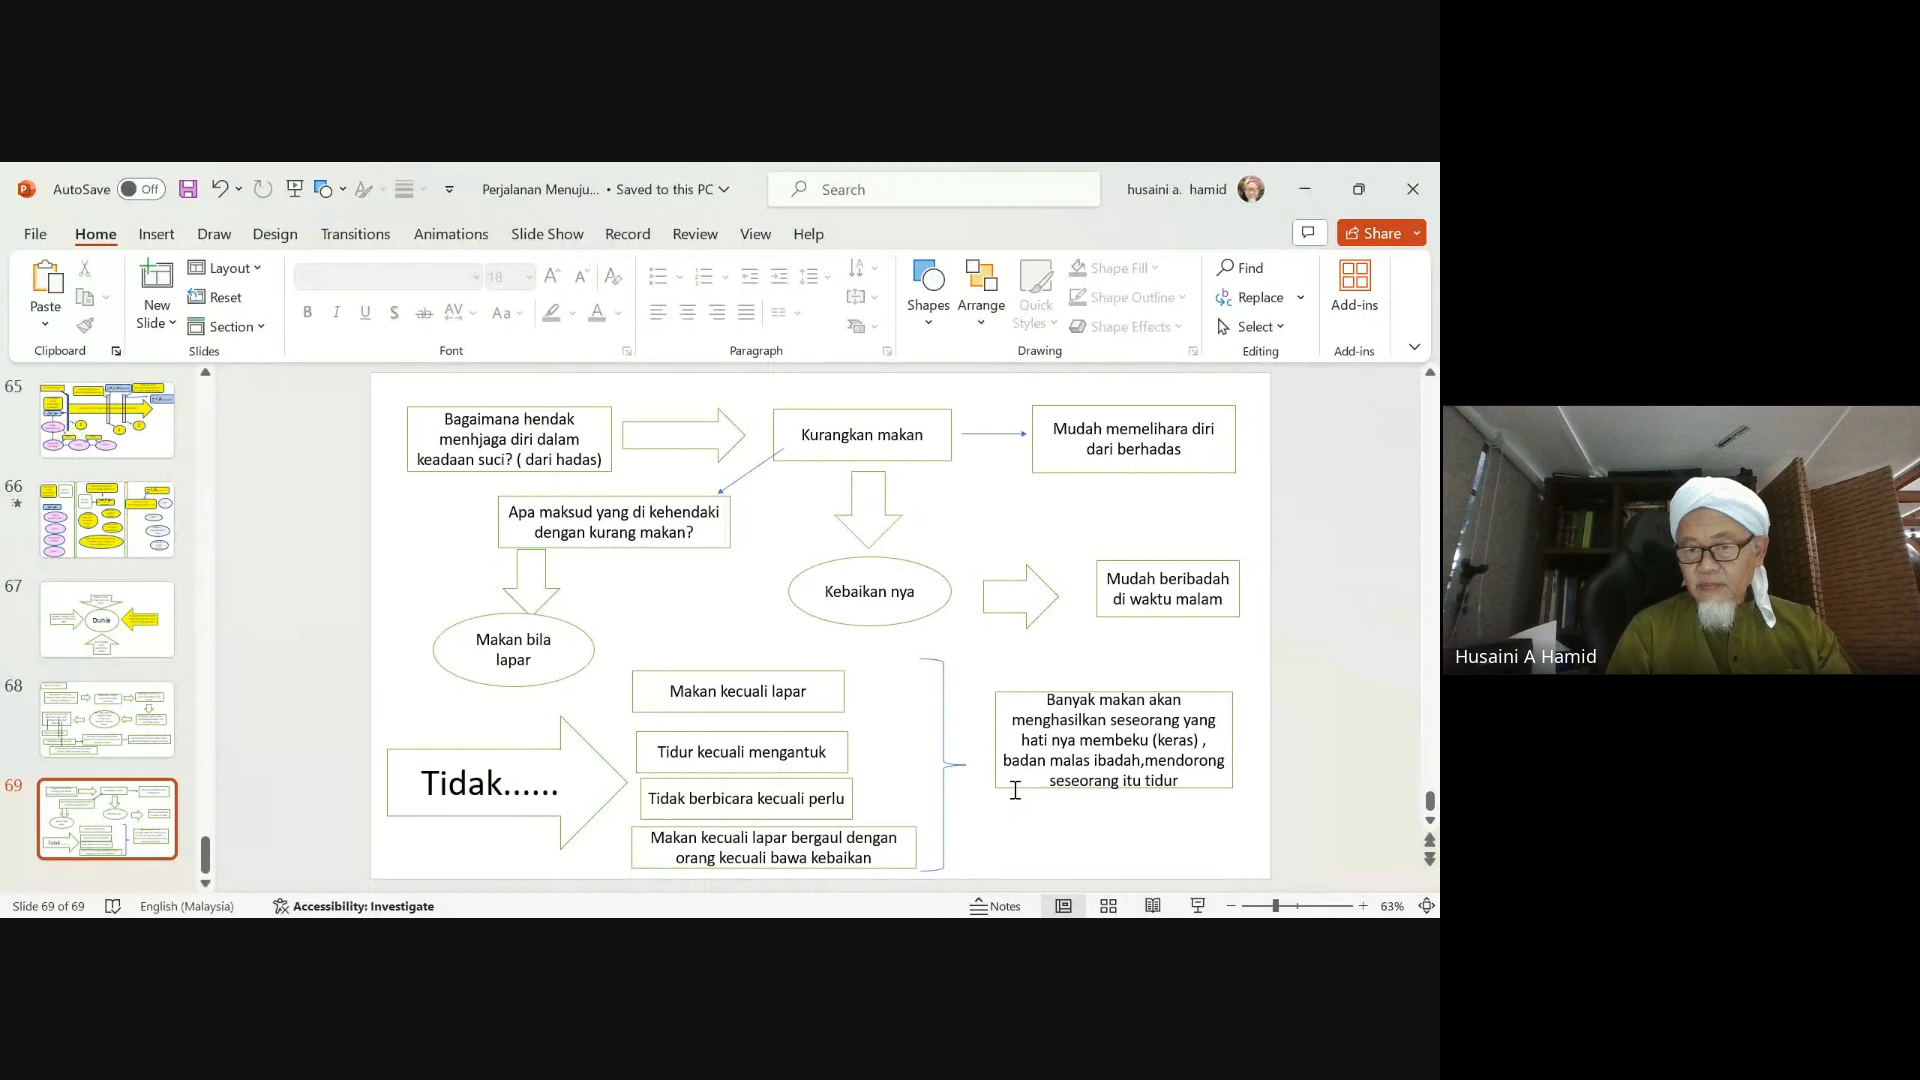 AutoSave
Off
Perjalanan Menuju... • Saved to this PC
Search
husaini a. hamid
File
Home
Insert
Draw
Design
Transitions
Animations
Slide Show
Record
Review
View
Help
Share
Paste
Clipboard
New
Slide
Layout
Reset
Section
Slides
18
B
I
U
S
ab
AV
Aa
A
Font
Paragraph
Shapes
Arrange
Quick
Styles
Shape Fill
Shape Outline
Shape Effects
Drawing
Find
Replace
Select
Editing
Add-ins
Add-ins
65
66
67
Dunia
68
69
Tidak......
Bagaimana hendak
menhjaga diri dalam
keadaan suci? ( dari hadas)
Kurangkan makan
Mudah memelihara diri
dari berhadas
Apa maksud yang di kehendaki
dengan kurang makan?
Kebaikan nya
Mudah beribadah
di waktu malam
Makan bila
lapar
Tidak......
Makan kecuali lapar
Tidur kecuali mengantuk
Tidak berbicara kecuali perlu
Makan kecuali lapar bergaul dengan
orang kecuali bawa kebaikan
Banyak makan akan
menghasilkan seseorang yang
hati nya membeku (keras) ,
badan malas ibadah,mendorong
seseorang itu tidur
Husaini A Hamid
Slide 69 of 69
English (Malaysia)
Accessibility: Investigate
Notes
63%